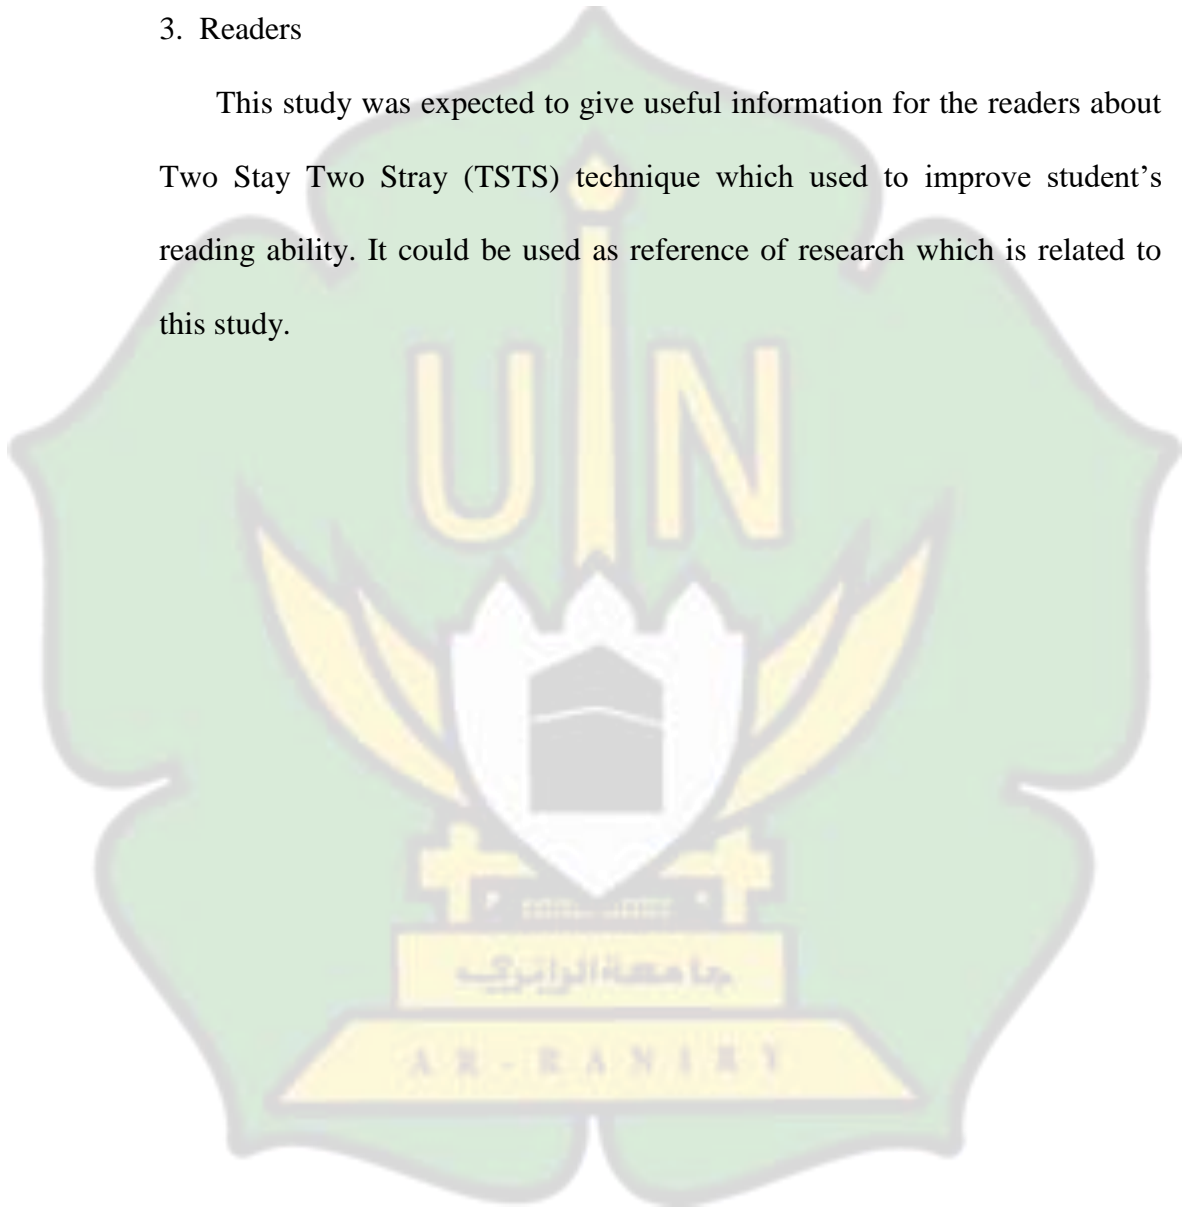 3. Readers
This study was expected to give useful information for the readers about
Two Stay Two Stray (TSTS) technique which used to improve student’s
reading ability. It could be used as reference of research which is related to
this study.
UIN
جامعة الرانري
AR-RANIRY